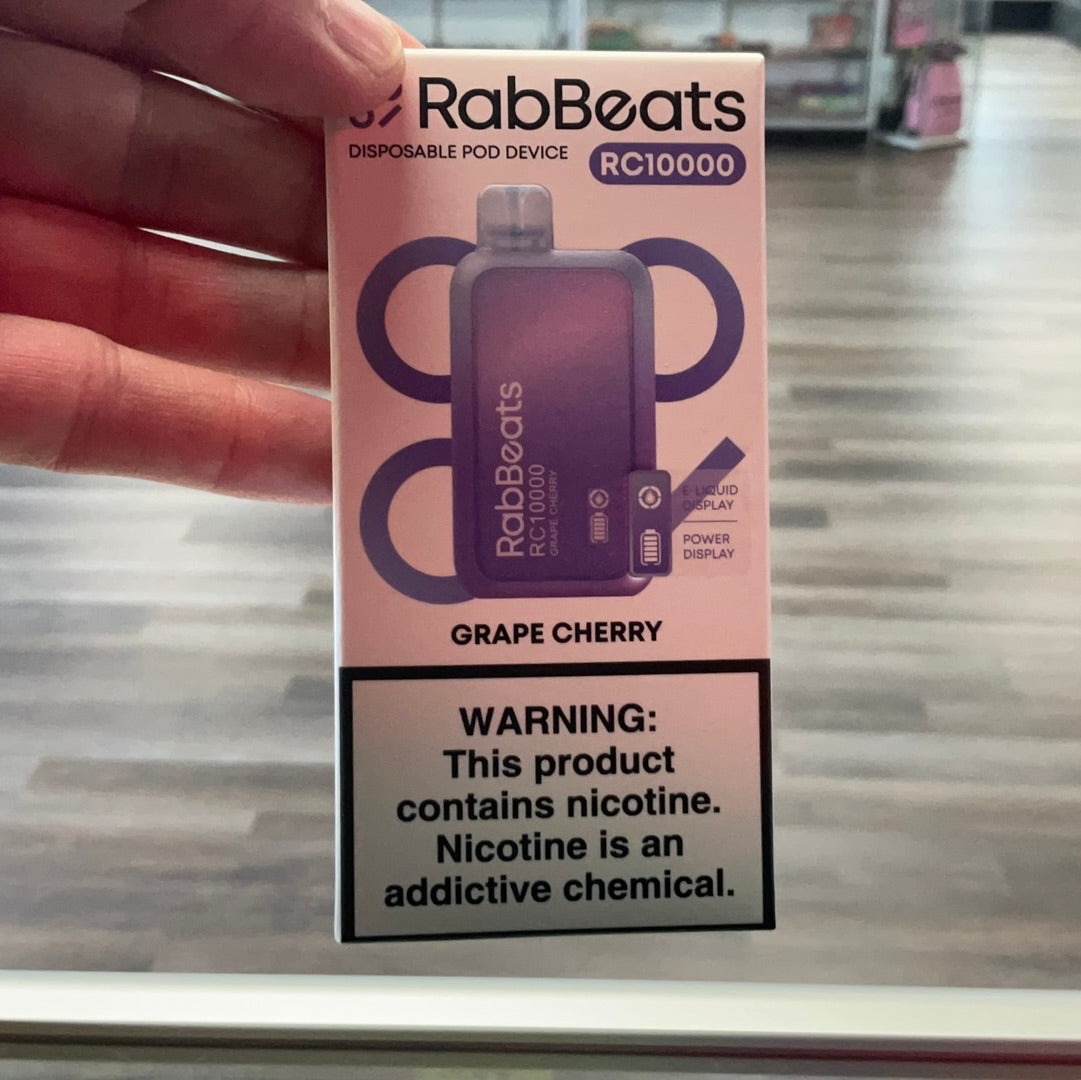 RabBeats
DISPOSABLE POD DEVICE
RC10000
RabBeats
RC10000
GRAPE CHERRY
E-LIQUID
DISPLAY
POWER
DISPLAY
GRAPE CHERRY
WARNING:
This product
contains nicotine.
Nicotine is an
addictive chemical.